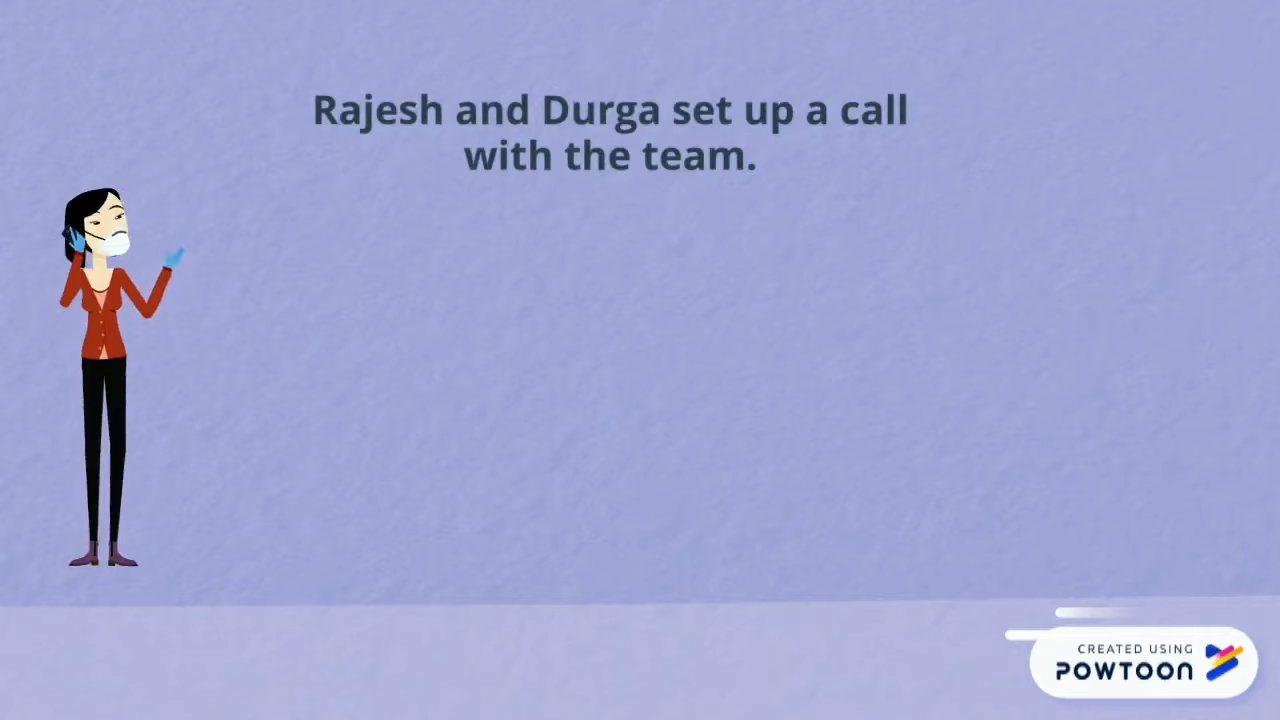 Rajesh and Durga set up a call
with the team.
CREATED USING
POWTOON